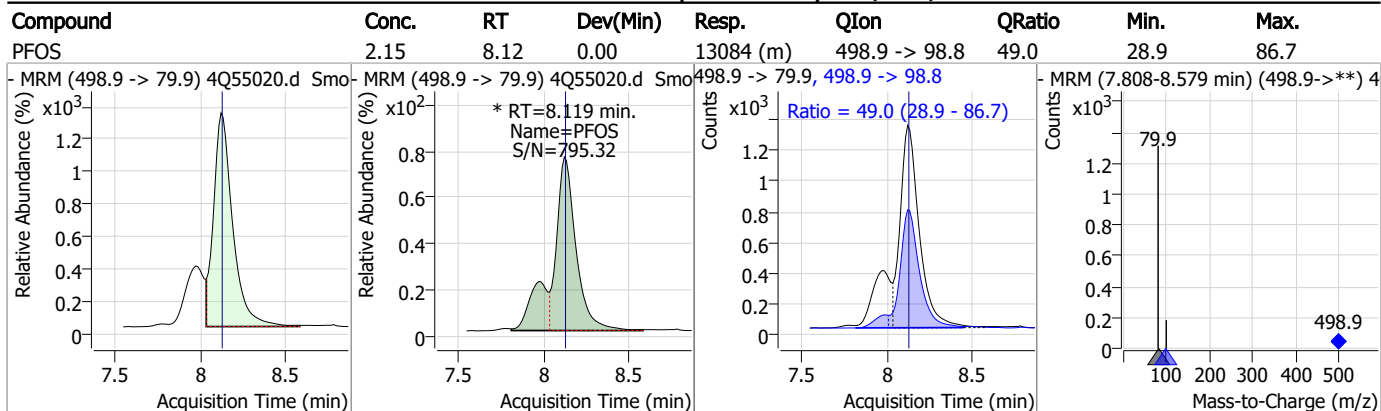 Compound Conc. RT Dev(Min) Resp. QIon QRatio Min. Max.
PFOS 2.15 8.12 0.00 13084 (m) 498.9 -> 98.8 49.0 28.9 86.7
- MRM (498.9 -> 79.9) 4Q55020.d Smo
Relative Abundance (%)
x10³
1.2
1
0.8
0.6
0.4
0.2
0
7.5 8 8.5
Acquisition Time (min)
- MRM (498.9 -> 79.9) 4Q55020.d Smo
Relative Abundance (%)
x10²
* RT=8.119 min.
Name=PFOS
S/N=795.32
0.8
0.6
0.4
0.2
0
7.5 8 8.5
Acquisition Time (min)
498.9 -> 79.9, 498.9 -> 98.8
Counts
x10³
Ratio = 49.0 (28.9 - 86.7)
1.2
1
0.8
0.6
0.4
0.2
0
7.5 8 8.5
Acquisition Time (min)
- MRM (7.808-8.579 min) (498.9->**) 4
Counts
x10³
79.9
1.2
1
0.8
0.6
0.4
0.2
0
498.9
100 200 300 400 500
Mass-to-Charge (m/z)